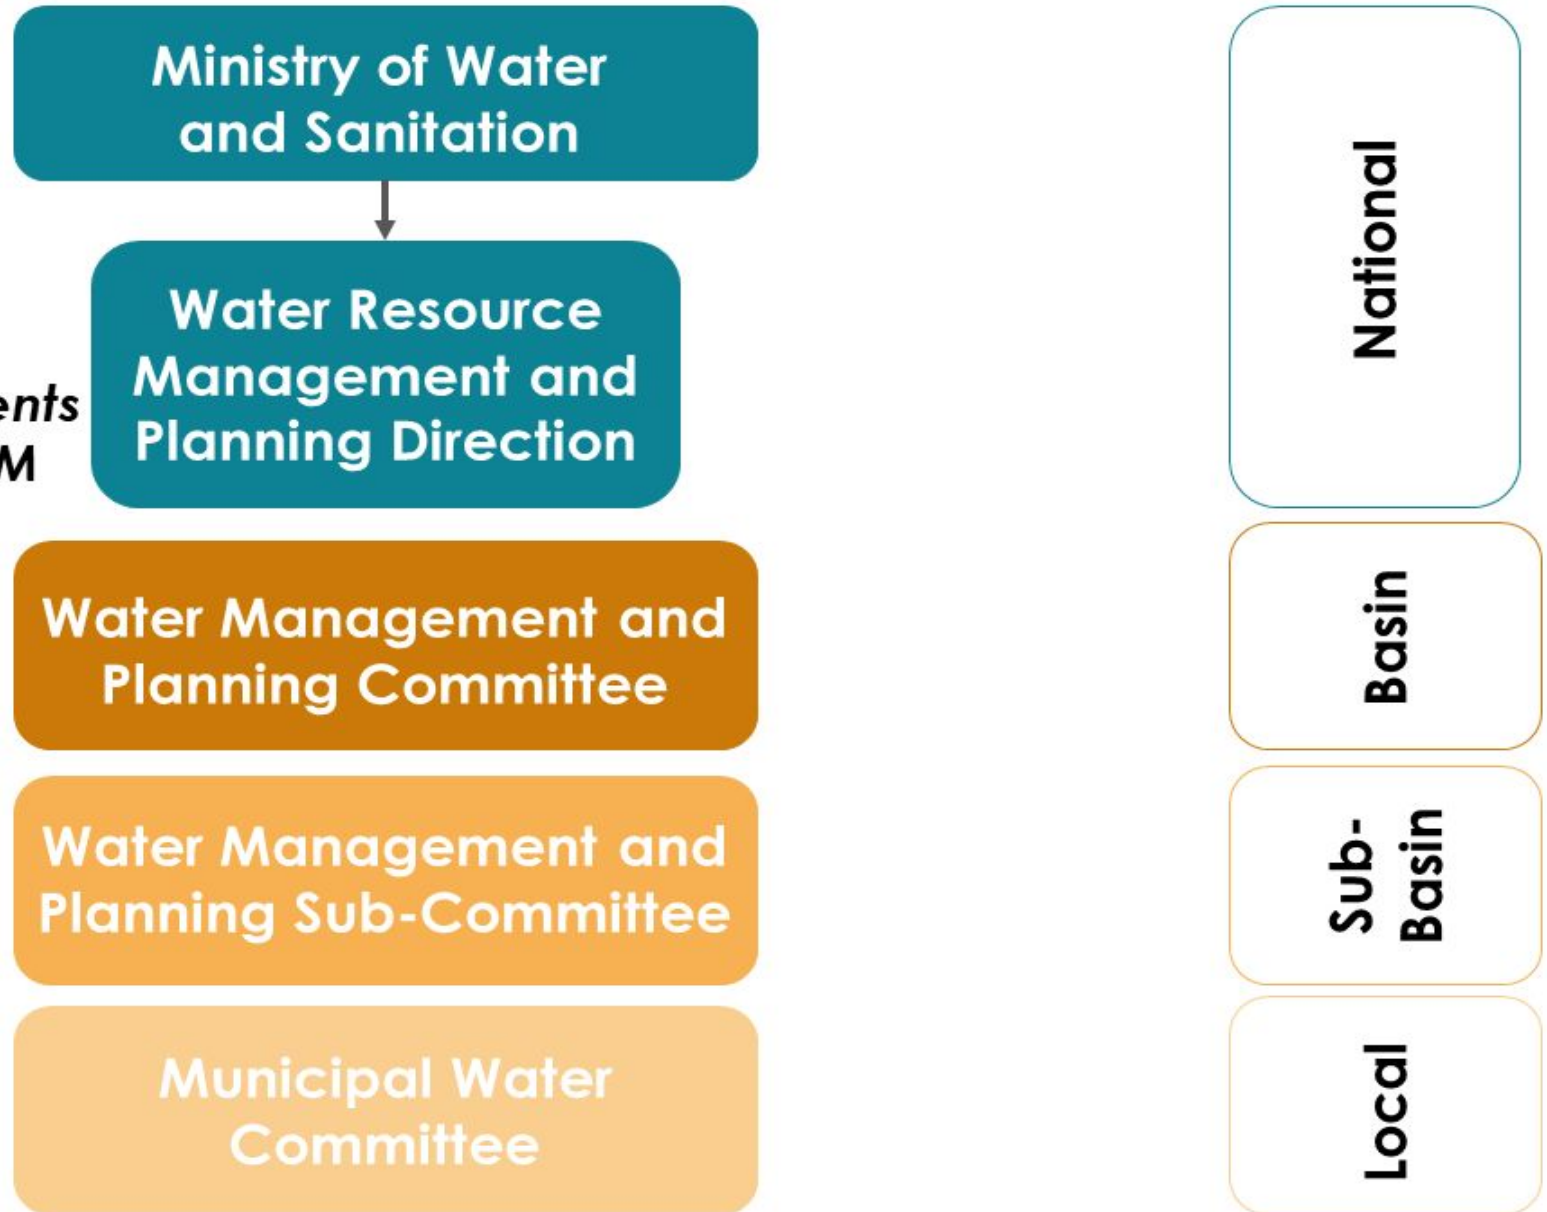 Ministry of Water
and Sanitation
Water Resource
Management and
Planning Direction
Water Management and
Planning Committee
Water Management and
Planning Sub-Committee
Municipal Water
Committee
National
Basin
Sub-
Basin
Local